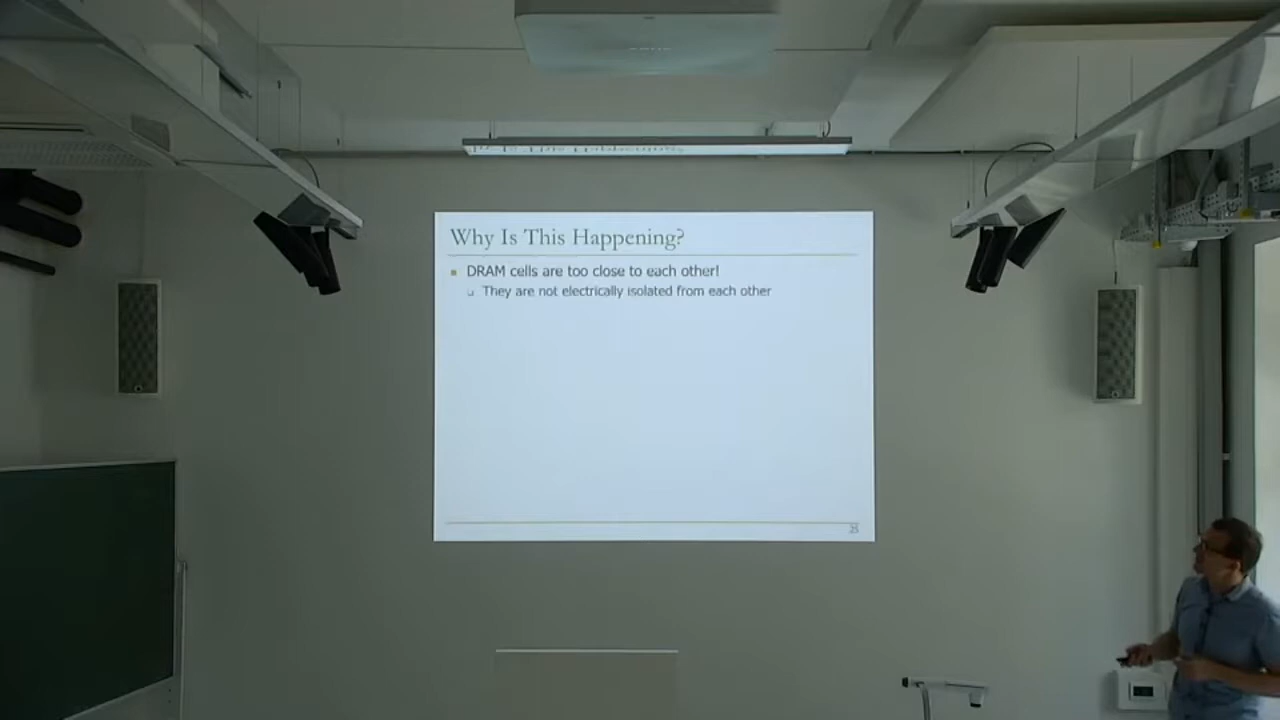 Why Is This Happening?
DRAM cells are too close to each other!
They are not electrically isolated from each other